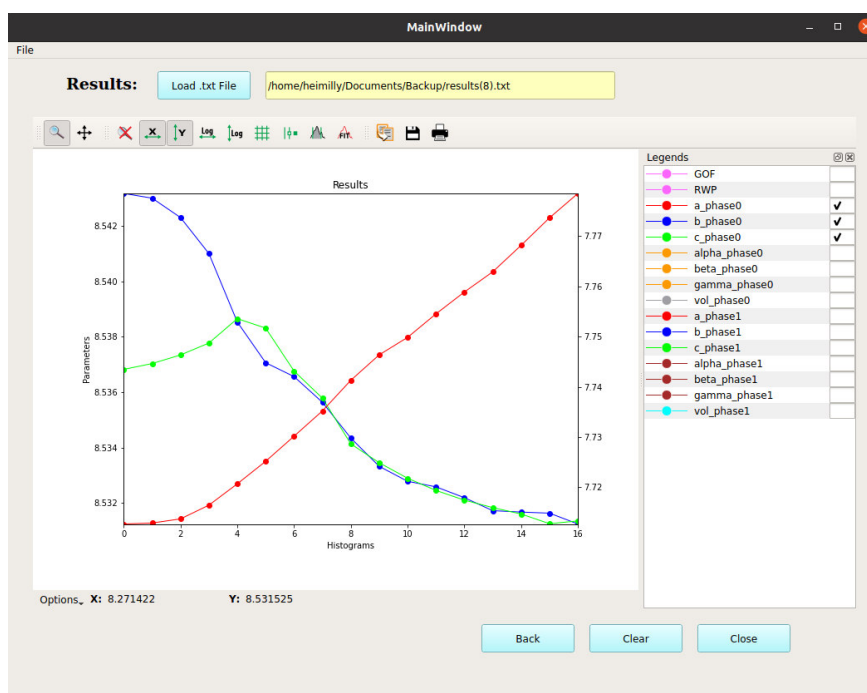 MainWindow
File
Results:
Load .txt File
/home/heimilly/Documents/Backup/results(8).txt
X
Y
Log
Log
FIT
Legends
GOF
RWP
a_phase0
b_phase0
c_phase0
alpha_phase0
beta_phase0
gamma_phase0
vol_phase0
a_phase1
b_phase1
c_phase1
alpha_phase1
beta_phase1
gamma_phase1
vol_phase1
Results
8.542
8.540
8.538
8.536
8.534
8.532
Parameters
7.77
7.76
7.75
7.74
7.73
7.72
0 2 4 6 8 10 12 14 16
Histograms
Options X: 8.271422 Y: 8.531525
Back
Clear
Close